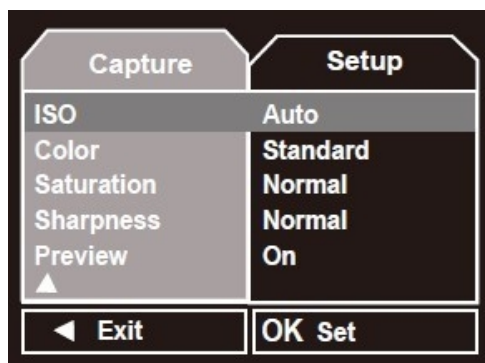 Capture Setup
ISO Auto
Color Standard
Saturation Normal
Sharpness Normal
Preview On
Exit OK Set